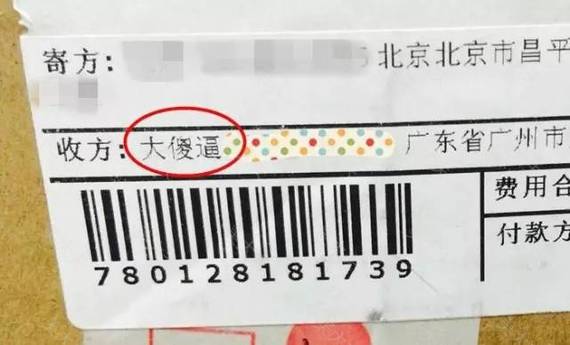 寄方: 北京北京市昌平
收方: 大傻逼 广东省广州市
费用合
付款方
780128181739